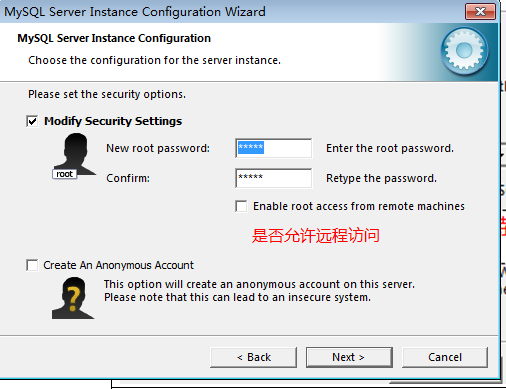 MySQL Server Instance Configuration Wizard
MySQL Server Instance Configuration
Choose the configuration for the server instance.
Please set the security options.
Modify Security Settings
New root password: ***** Enter the root password.
root
Confirm: ***** Retype the password.
Enable root access from remote machines
是否允许远程访问
Create An Anonymous Account
This option will create an anonymous account on this server.
Please note that this can lead to an insecure system.
< Back Next > Cancel